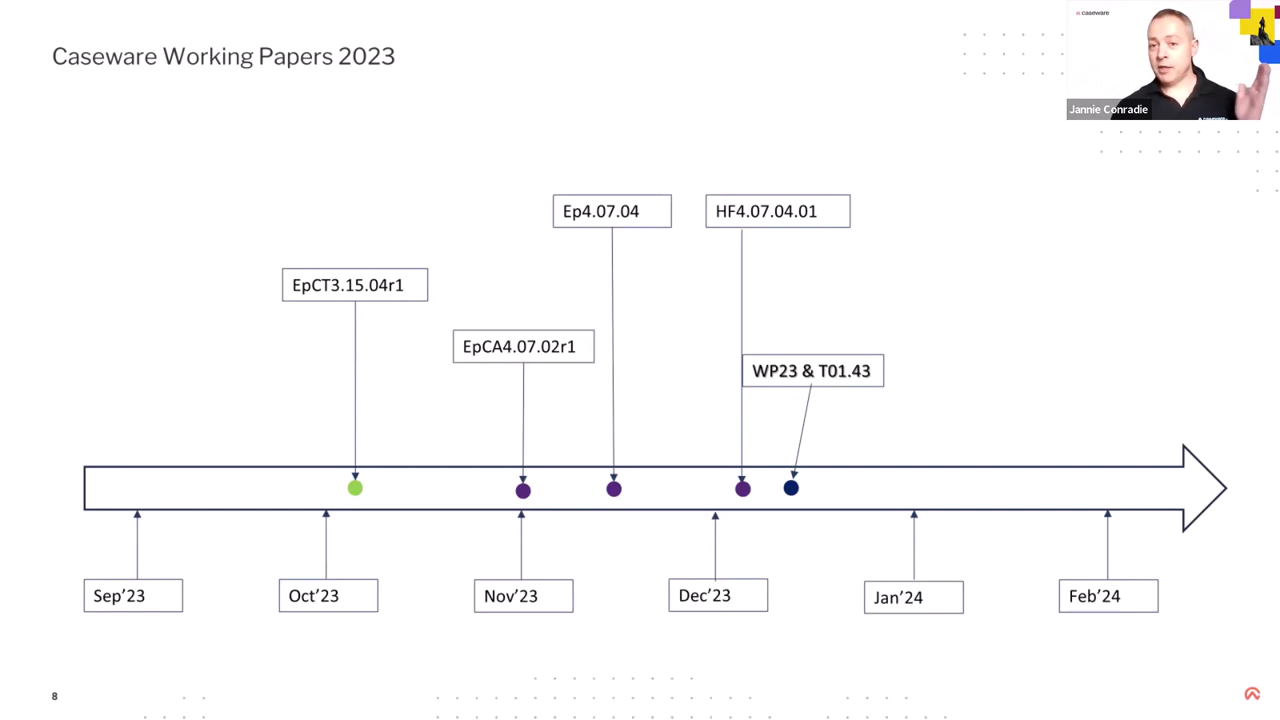 Caseware Working Papers 2023
caseware
Jannie Conradie
Ep4.07.04
HF4.07.04.01
EpCT3.15.04r1
EpCA4.07.02r1
WP23 & T01.43
Sep’23
Oct’23
Nov’23
Dec’23
Jan’24
Feb’24
8